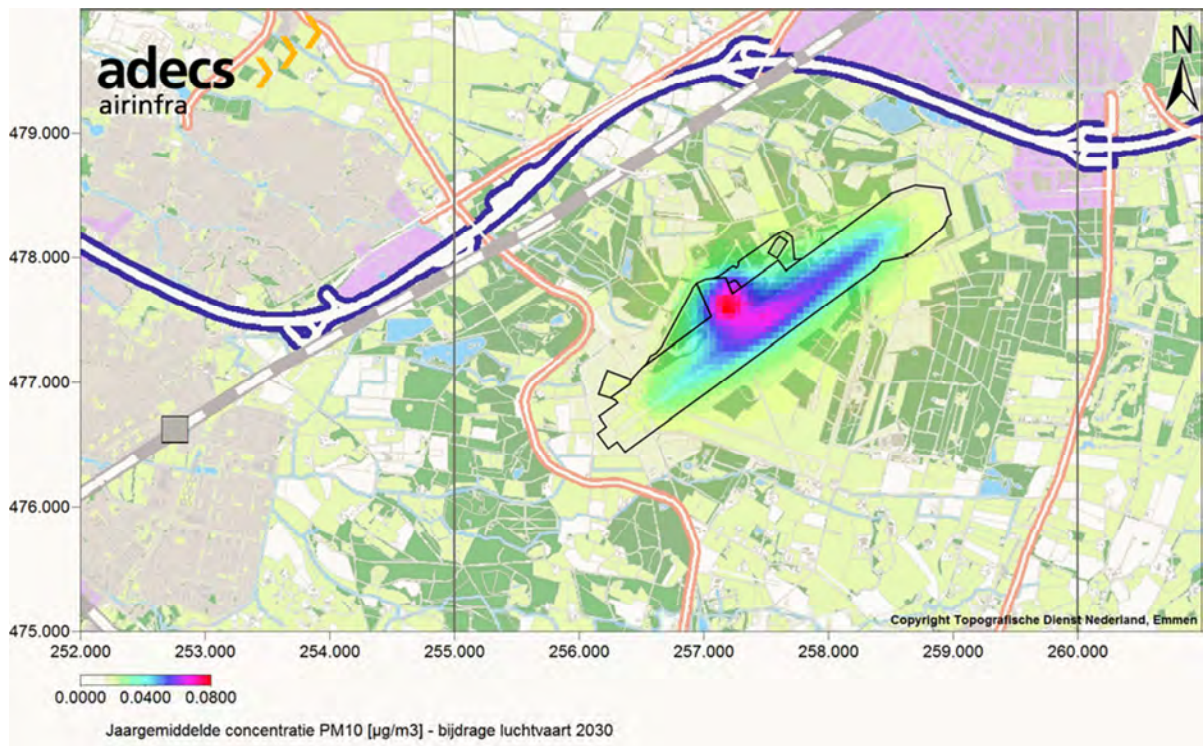 adecs
airinfra
N
479.000
478.000
477.000
476.000
475.000
Copyright Topografische Dienst Nederland, Emmen
252.000 253.000 254.000 255.000 256.000 257.000 258.000 259.000 260.000
0.0000 0.0400 0.0800
Jaargemiddelde concentratie PM10 [µg/m3] - bijdrage luchtvaart 2030